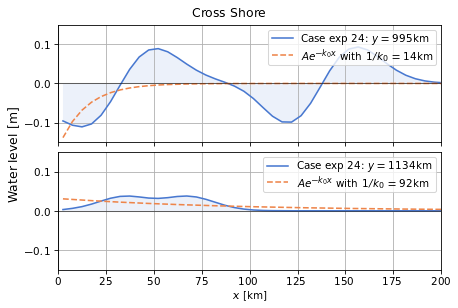 Cross Shore
Water level [m]
0.1
0.0
−0.1
Case exp 24: y = 995km
Ae^{−k₀x} with 1/k₀ = 14km
0.1
0.0
−0.1
Case exp 24: y = 1134km
Ae^{−k₀x} with 1/k₀ = 92km
0 25 50 75 100 125 150 175 200
x [km]